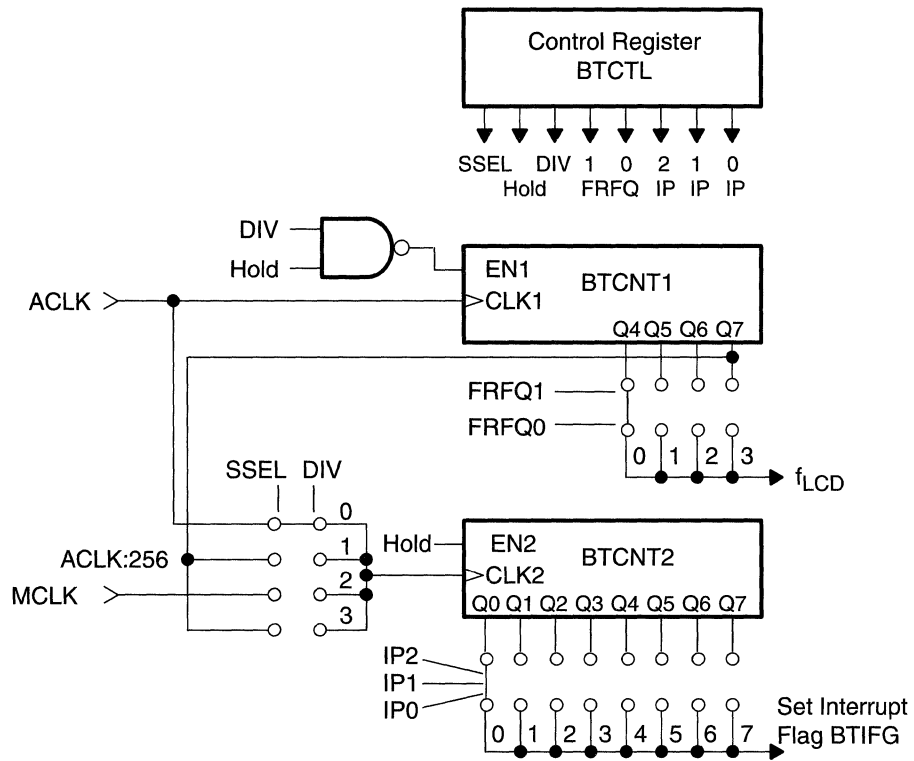 Control Register
BTCTL
SSEL DIV 1 0 2 1 0
Hold FRFQ IP IP IP
DIV
Hold
EN1
BTCNT1
ACLK
CLK1
Q4 Q5 Q6 Q7
FRFQ1
FRFQ0
0 1 2 3
fLCD
SSEL DIV
0
ACLK:256
1
MCLK
2
3
Hold
EN2
BTCNT2
CLK2
Q0 Q1 Q2 Q3 Q4 Q5 Q6 Q7
IP2
IP1
IP0
0 1 2 3 4 5 6 7
Set Interrupt
Flag BTIFG